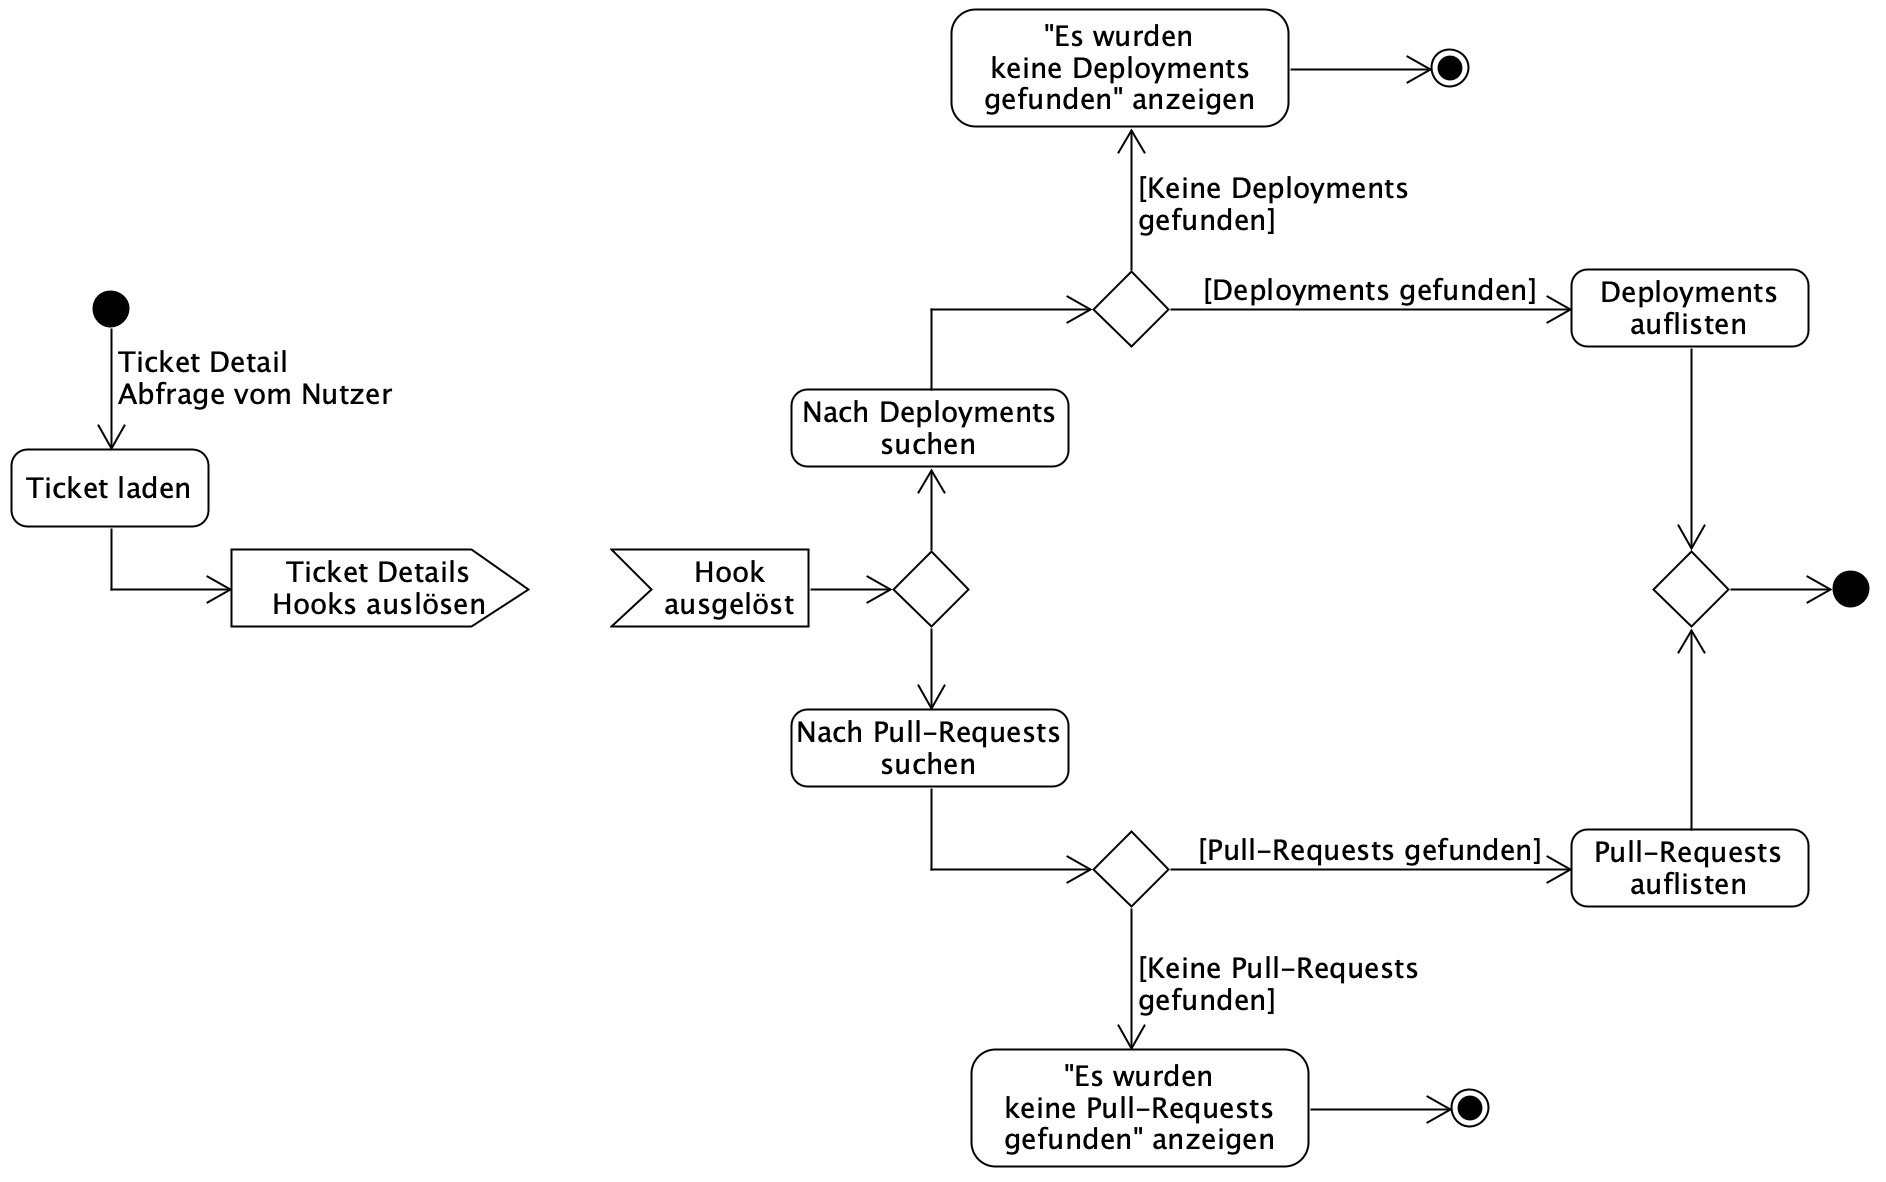 "Es wurden
keine Deployments
gefunden" anzeigen
[Keine Deployments
gefunden]
[Deployments gefunden]
Deployments
auflisten
Ticket Detail
Abfrage vom Nutzer
Nach Deployments
suchen
Ticket laden
Ticket Details
Hooks auslösen
Hook
ausgelöst
Nach Pull-Requests
suchen
[Pull-Requests gefunden]
Pull-Requests
auflisten
[Keine Pull-Requests
gefunden]
"Es wurden
keine Pull-Requests
gefunden" anzeigen